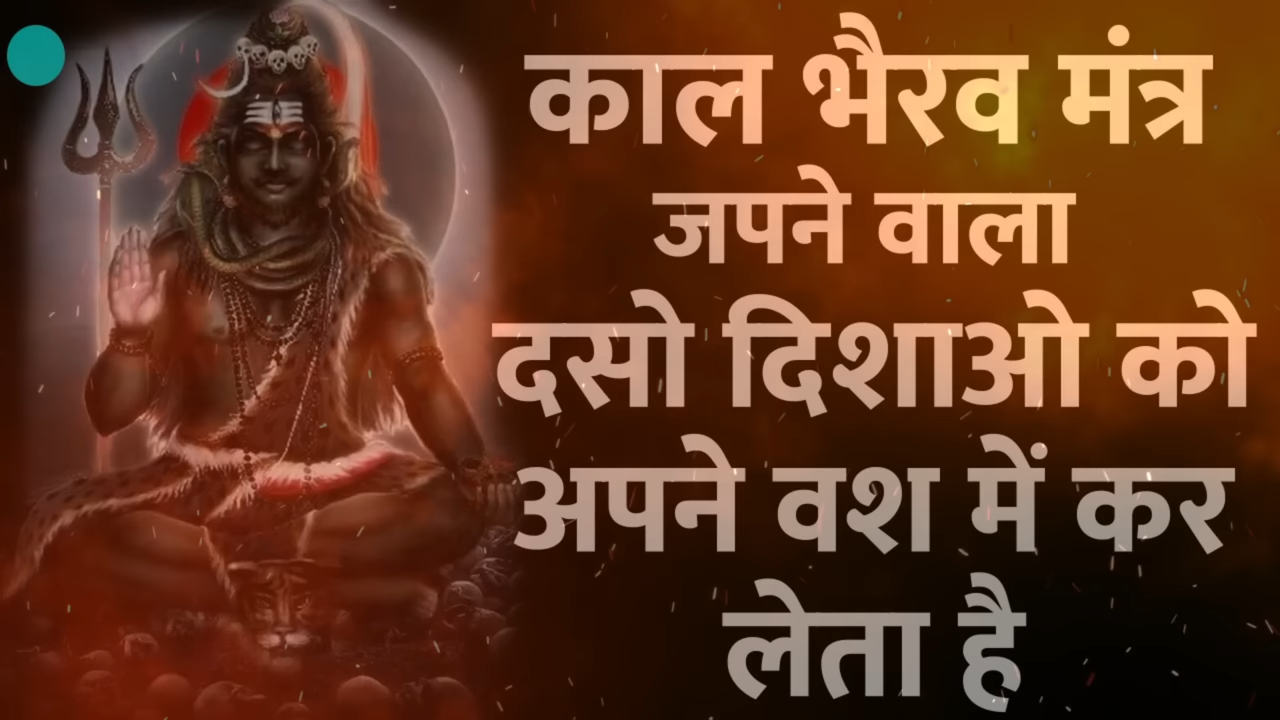 काल भैरव मंत्र
जपने वाला
दसो दिशाओ को
अपने वश में कर
लेता है